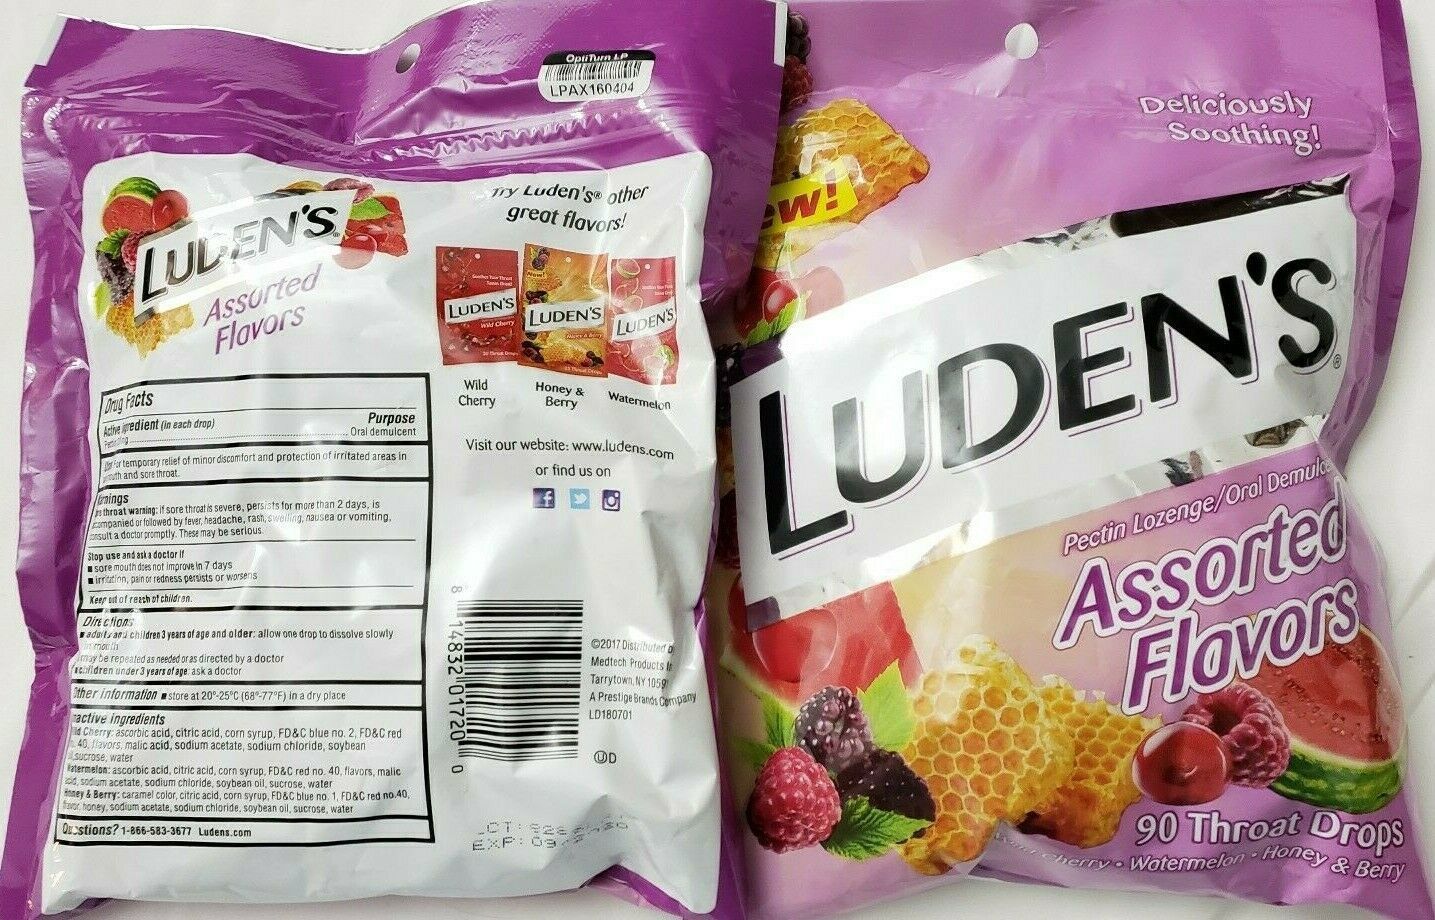 OptiTurn LP
LPAX160404
LUDEN'S®
Assorted
Flavors
Try Luden's® other
great flavors!
New!
LUDEN'S
Wild Cherry
LUDEN'S
Honey & Berry
LUDEN'S
Wild
Cherry
Honey &
Berry
Watermelon
Visit our website: www.ludens.com
or find us on
Drug Facts
Active (in each drop) Purpose
Oral demulcent
For temporary relief of minor discomfort and protection of irritated areas in
mouth and sore throat.
throat warning: if sore throat is severe, persists for more than 2 days, is
or followed by fever, headache, rash, swelling, nausea or vomiting,
consult a doctor promptly. These may be serious.
Stop use and ask a doctor if
■ sore mouth does not improve in 7 days
■ irritation, pain or redness persists or worsens
Keep out of reach of children.
Directions
■ adults and children 3 years of age and older: allow one drop to dissolve slowly
in mouth
may be repeated as needed or as directed by a doctor
■ children under 3 years of age: ask a doctor
Other information ■ store at 20°-25°C (68°-77°F) in a dry place
ingredients
Cherry: ascorbic acid, citric acid, corn syrup, FD&C blue no. 2, FD&C red
40, flavors, malic acid, sodium acetate, sodium chloride, soybean
sucrose, water
Watermelon: ascorbic acid, citric acid, corn syrup, FD&C red no. 40, flavors, malic
acid, sodium acetate, sodium chloride, soybean oil, sucrose, water
Honey & Berry: caramel color, citric acid, corn syrup, FD&C blue no. 1, FD&C red no.40,
flavor, honey, sodium acetate, sodium chloride, soybean oil, sucrose, water
Questions? 1-866-583-3677 Ludens.com
8 14832 01720 0
©2017 Distributed
Medtech Products
Tarrytown, NY
A Prestige Brands Company
LD180701
UD
EXP:
Deliciously
Soothing!
ew!
LUDEN'S®
Pectin Lozenge/Oral
Assorted
Flavors
90 Throat Drops
Cherry • Watermelon • Honey & Berry